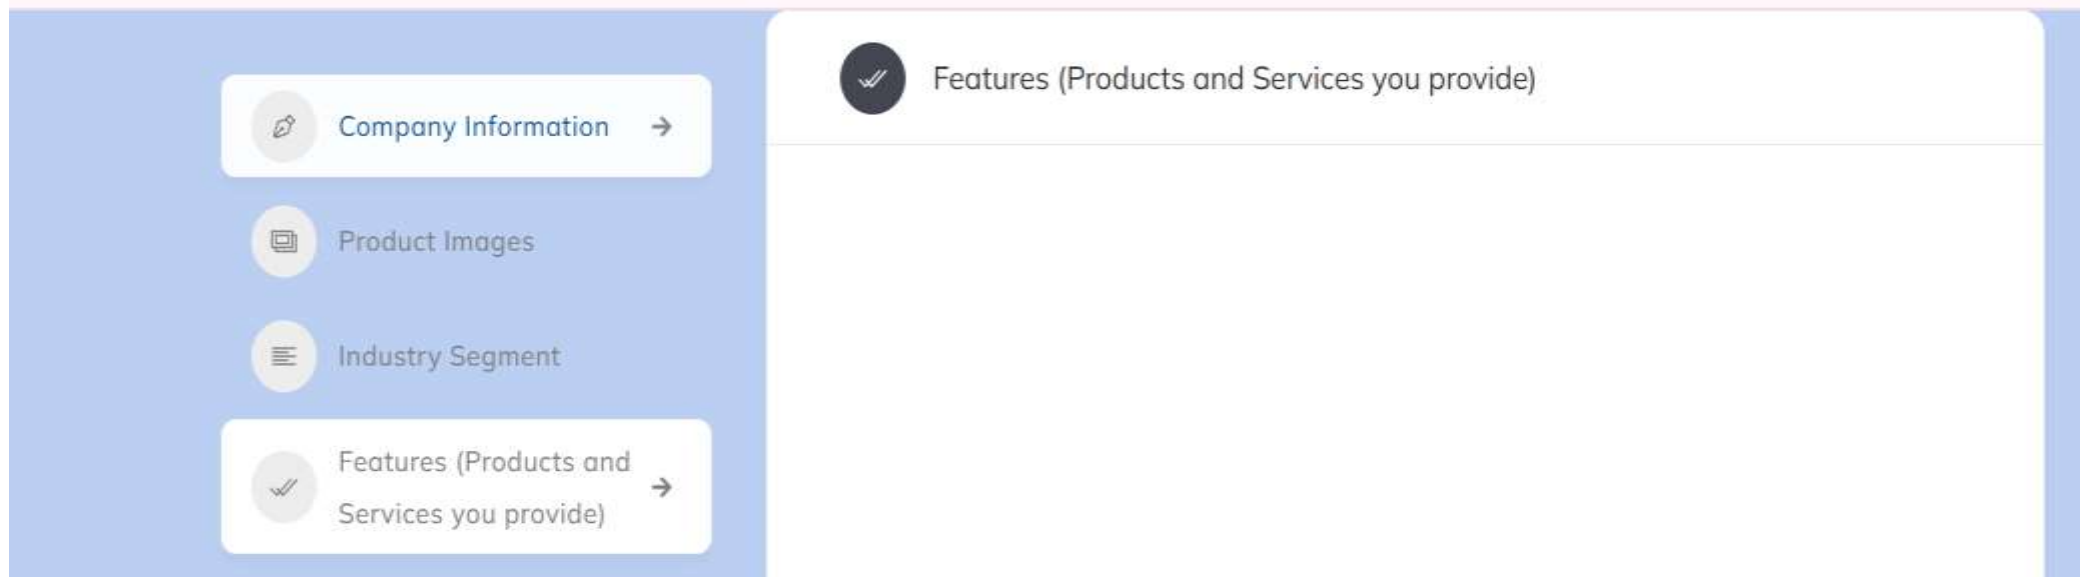 Company Information
Product Images
Industry Segment
Features (Products and
Services you provide)
Features (Products and Services you provide)